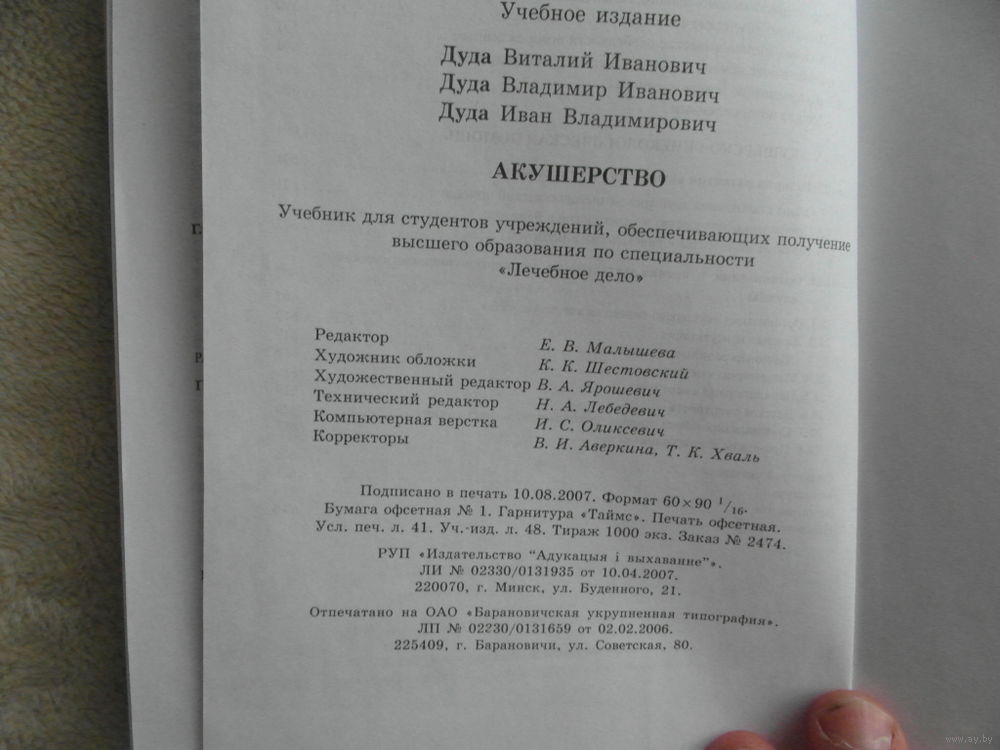 Учебное издание
Дуда Виталий Иванович
Дуда Владимир Иванович
Дуда Иван Владимирович
АКУШЕРСТВО
Учебник для студентов учреждений, обеспечивающих получение
высшего образования по специальности
«Лечебное дело»
Редактор Е. В. Малышева
Художник обложки К. К. Шестовский
Художественный редактор В. А. Ярошевич
Технический редактор Н. А. Лебедевич
Компьютерная верстка И. С. Оликсевич
Корректоры В. И. Аверкина, Т. К. Хваль
Подписано в печать 10.08.2007. Формат 60×90 1/16.
Бумага офсетная № 1. Гарнитура «Таймс». Печать офсетная.
Усл. печ. л. 41. Уч.-изд. л. 48. Тираж 1000 экз. Заказ № 2474.
РУП «Издательство "Адукацыя і выхаванне"».
ЛИ № 02330/0131935 от 10.04.2007.
220070, г. Минск, ул. Буденного, 21.
Отпечатано на ОАО «Барановичская укрупненная типография».
ЛП № 02230/0131659 от 02.02.2006.
225409, г. Барановичи, ул. Советская, 80.
www.ay.by